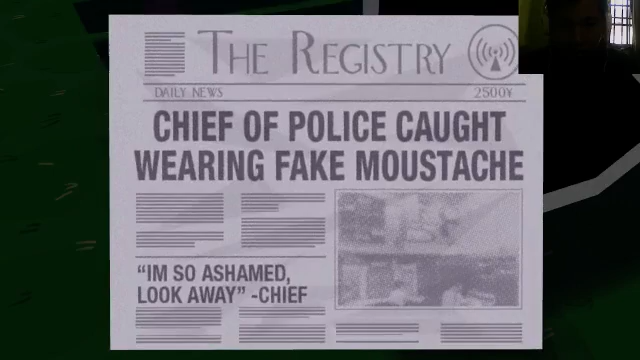 THE REGISTRY
DAILY NEWS 2500¥
CHIEF OF POLICE CAUGHT
WEARING FAKE MOUSTACHE
“IM SO ASHAMED,
LOOK AWAY” -CHIEF